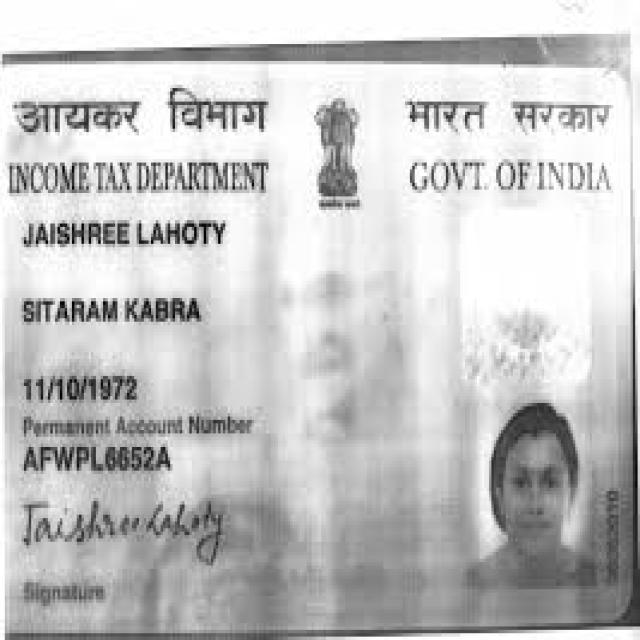 आयकर विभाग
भारत सरकार
INCOME TAX DEPARTMENT
GOVT. OF INDIA
JAISHREE LAHOTY
SITARAM KABRA
11/10/1972
Permanent Account Number
AFWPL6652A
Jaishree Lahoty
Signature